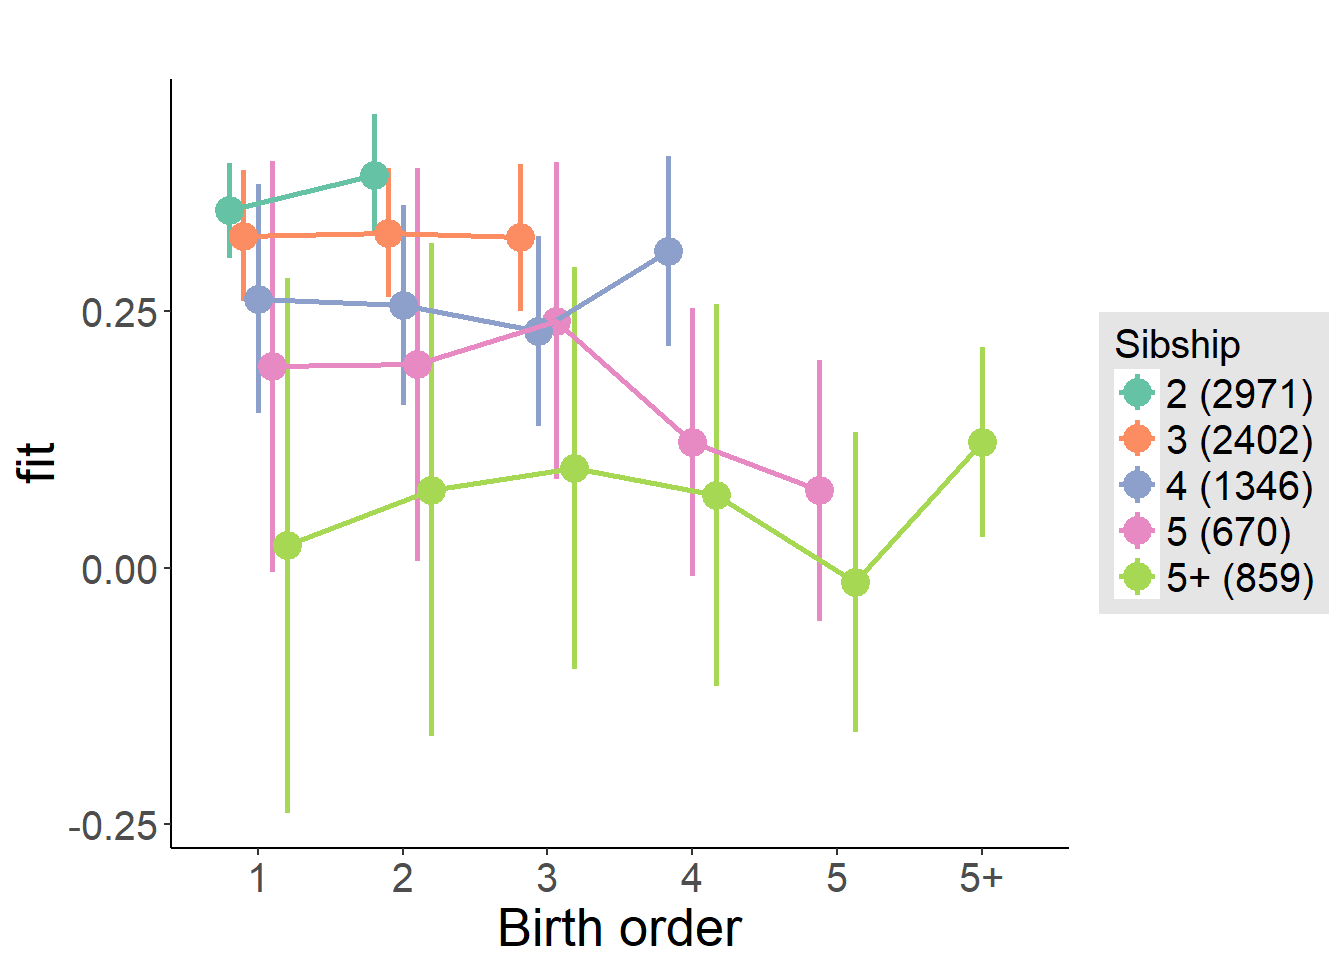 fit
0.25
0.00
-0.25
1 2 3 4 5 5+
Birth order
Sibship
2 (2971)
3 (2402)
4 (1346)
5 (670)
5+ (859)